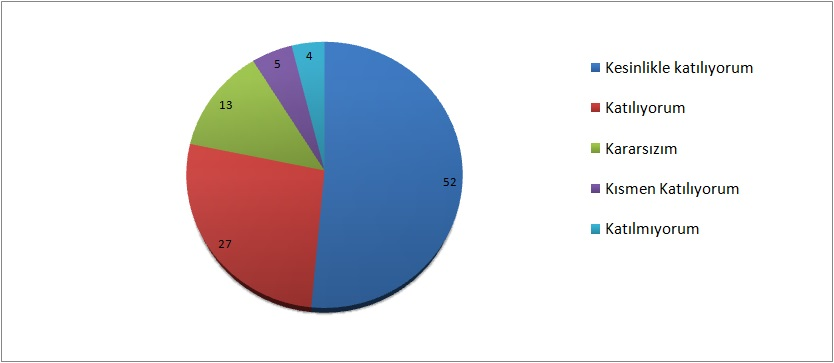 4
5
13
52
27
Kesinlikle katılıyorum
Katılıyorum
Kararsızım
Kısmen Katılıyorum
Katılmıyorum